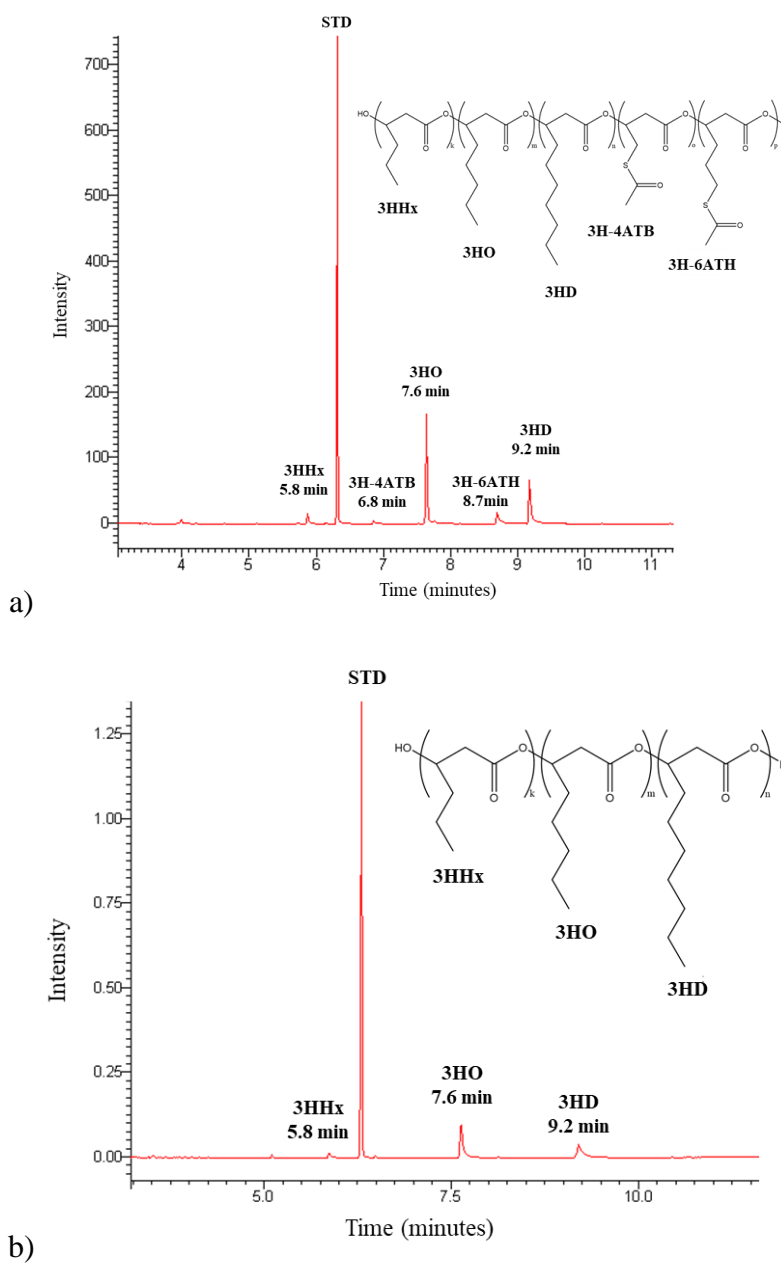 STD
700
600
500
400
300
200
100
0
Intensity
HO
O
O
k
O
O
m
O
O
n
O
O
o
O
O
p
S
O
S
O
3HHx
3HO
3HD
3H-4ATB
3H-6ATH
3HHx
5.8 min
3H-4ATB
6.8 min
3HO
7.6 min
3H-6ATH
8.7min
3HD
9.2 min
4 5 6 7 8 9 10 11
Time (minutes)
a)
STD
1.25
1.00
0.75
0.50
0.25
0.00
Intensity
HO
O
O
k
O
O
m
O
O
n
3HHx
3HO
3HD
3HHx
5.8 min
3HO
7.6 min
3HD
9.2 min
5.0 7.5 10.0
Time (minutes)
b)